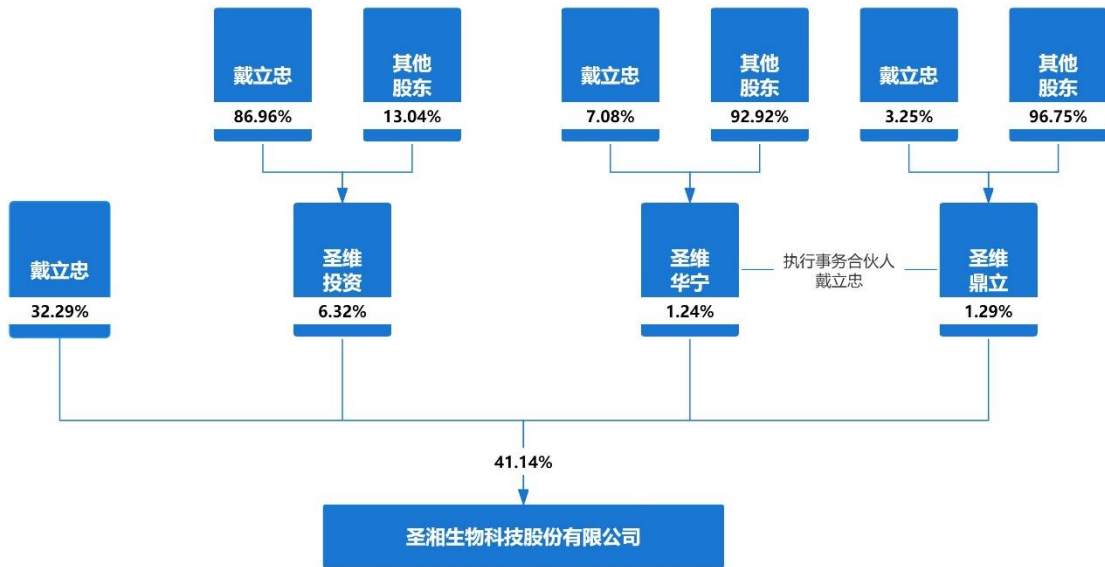 戴立忠
86.96%
其他
股东
13.04%
戴立忠
7.08%
其他
股东
92.92%
戴立忠
3.25%
其他
股东
96.75%
戴立忠
32.29%
圣维
投资
6.32%
圣维
华宁
1.24%
执行事务合伙人
戴立忠
圣维
鼎立
1.29%
41.14%
圣湘生物科技股份有限公司